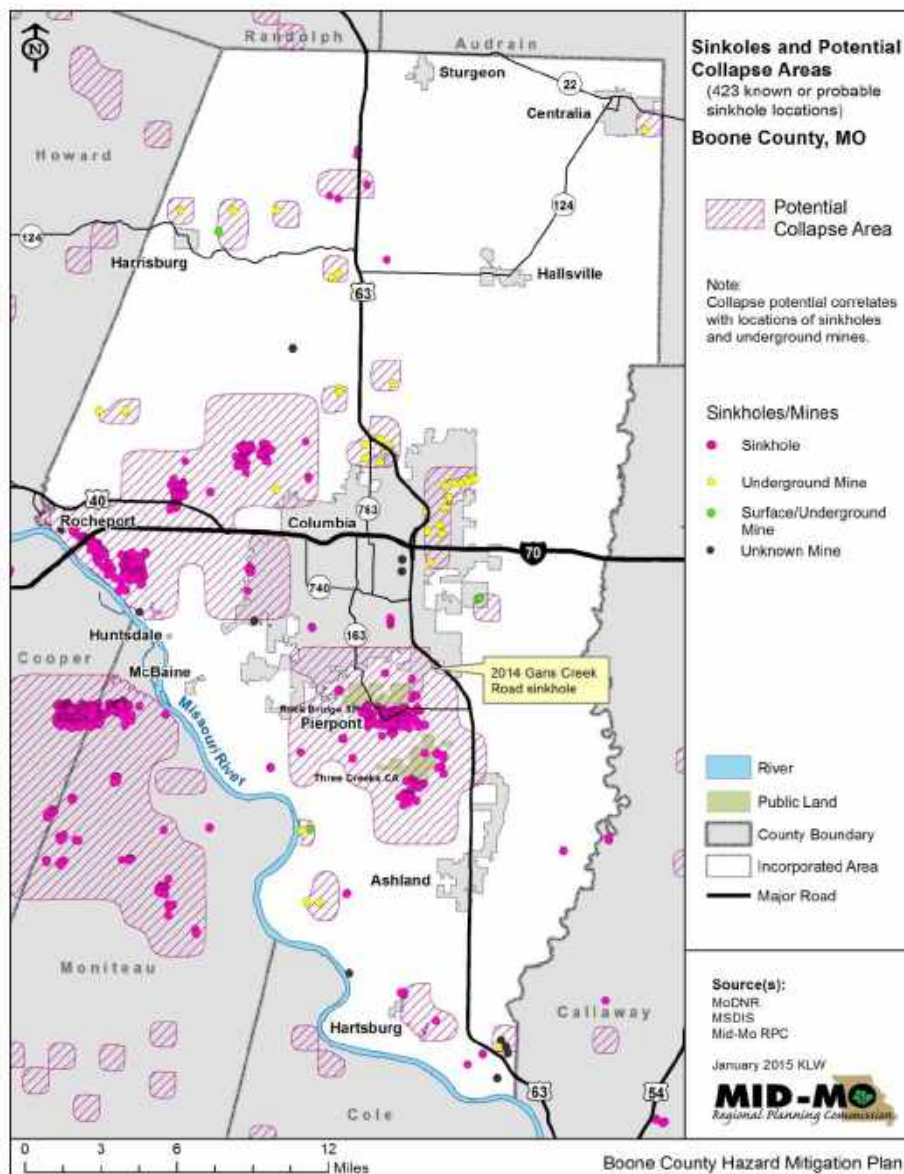 N
Randolph
Audrain
Sturgeon
22
Centralia
Howard
124
124
Harrisburg
Hallsville
63
40
Rocheport
Columbia
763
70
740
163
Huntsdale
Cooper
McBaine
2014 Gans Creek
Road sinkhole
Rock Bridge SP
Pierpont
Missouri River
Three Creeks CA
Ashland
Moniteau
Callaway
Hartsburg
63
54
Cole
0 3 6 12
Miles
Sinkoles and Potential
Collapse Areas
(423 known or probable
sinkhole locations)
Boone County, MO
Potential
Collapse Area
Note:
Collapse potential correlates
with locations of sinkholes
and underground mines.
Sinkholes/Mines
Sinkhole
Underground Mine
Surface/Underground
Mine
Unknown Mine
River
Public Land
County Boundary
Incorporated Area
Major Road
Source(s):
MoDNR
MSDIS
Mid-Mo RPC
January 2015 KLW
MID-MO
Regional Planning Commission
Boone County Hazard Mitigation Plan